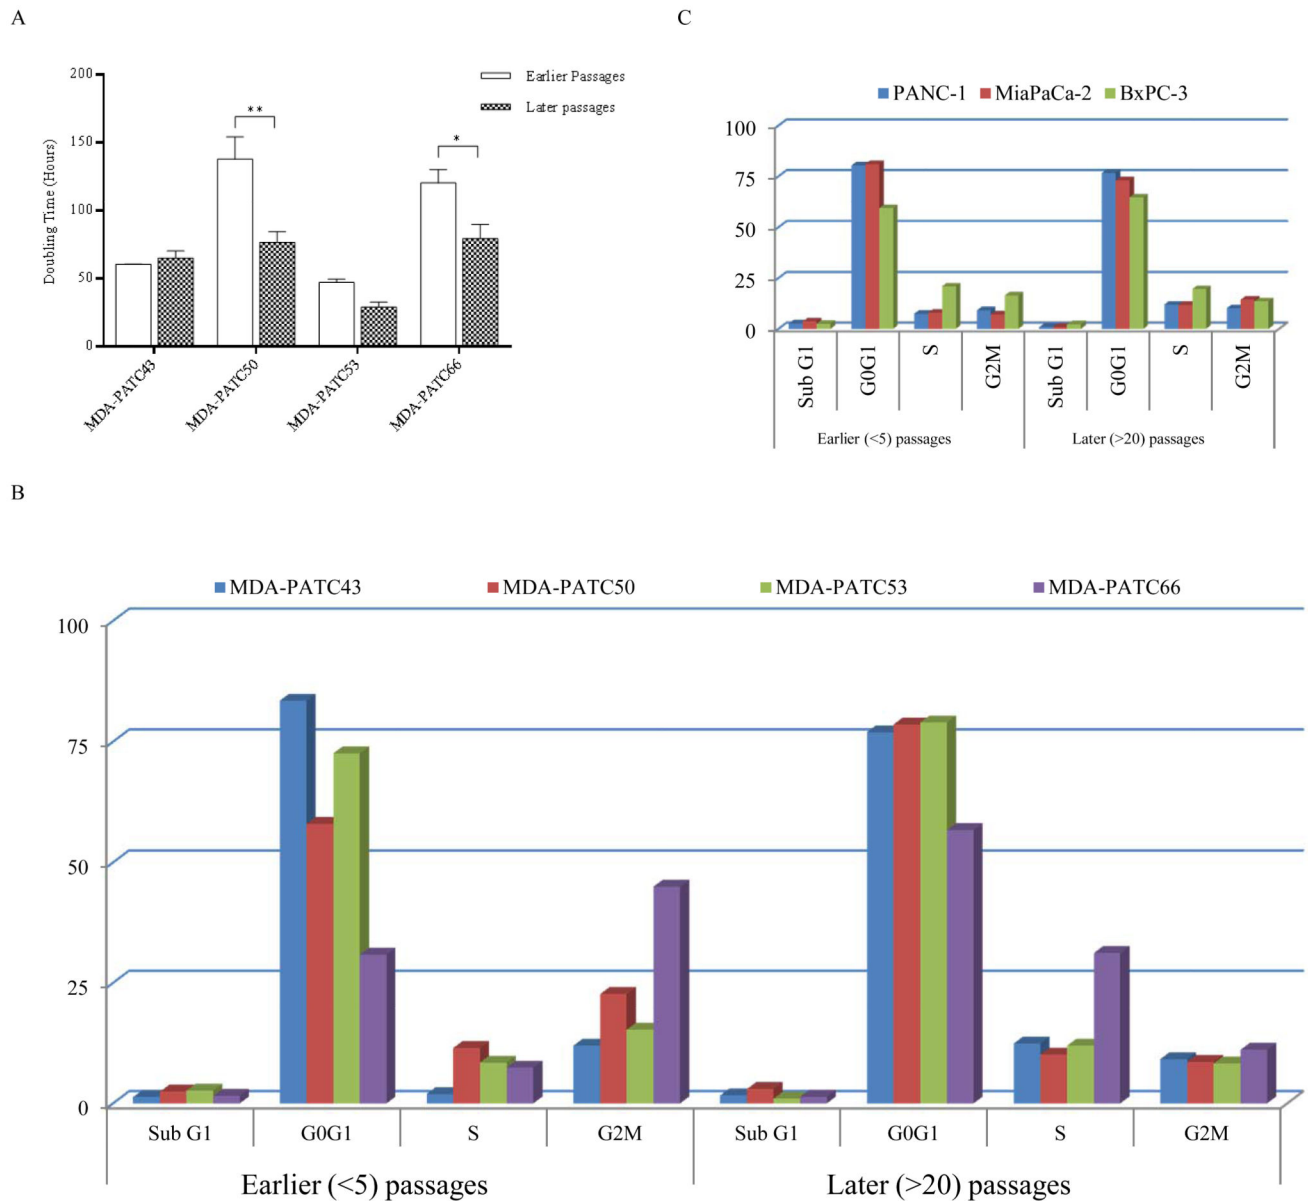 A
200
150
100
50
0
Doubling Time (Hours)
Earlier Passages
Later passages
**
*
MDA-PATC43
MDA-PATC50
MDA-PATC53
MDA-PATC66
C
PANC-1 MiaPaCa-2 BxPC-3
100
75
50
25
0
Sub G1 G0G1 S G2M Sub G1 G0G1 S G2M
Earlier (<5) passages Later (>20) passages
B
MDA-PATC43 MDA-PATC50 MDA-PATC53 MDA-PATC66
100
75
50
25
0
Sub G1 G0G1 S G2M Sub G1 G0G1 S G2M
Earlier (<5) passages Later (>20) passages